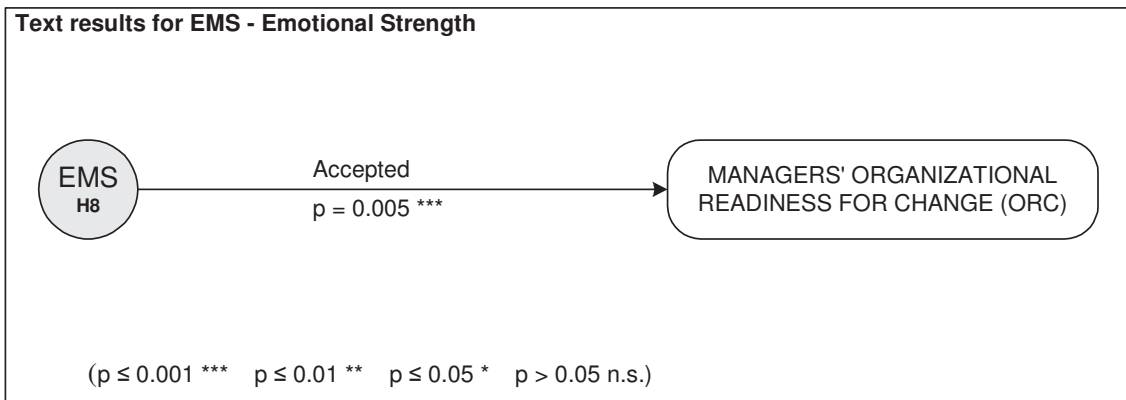 Text results for EMS - Emotional Strength
EMS
H8
Accepted
p = 0.005 ***
MANAGERS' ORGANIZATIONAL
READINESS FOR CHANGE (ORC)
(p ≤ 0.001 *** p ≤ 0.01 ** p ≤ 0.05 * p > 0.05 n.s.)